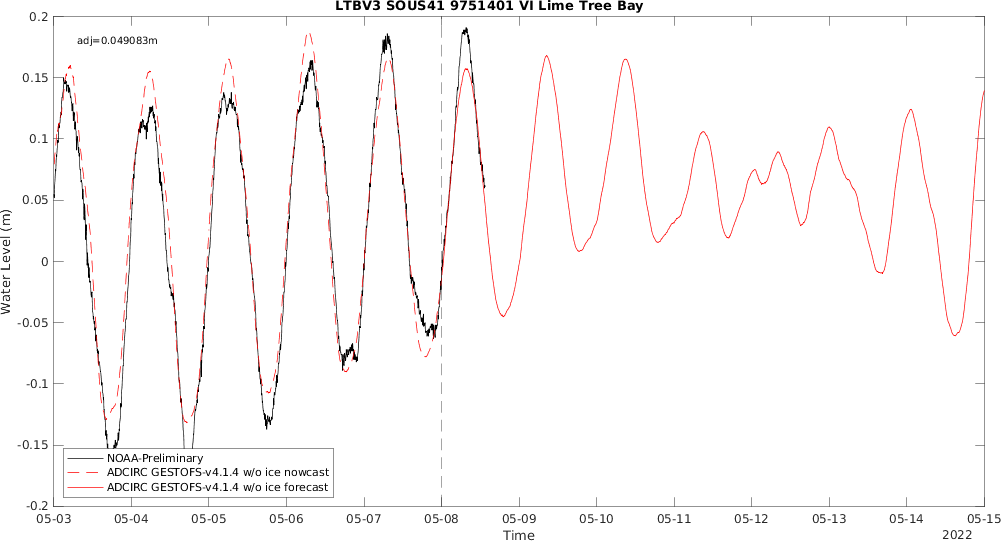 LTBV3 SOUS41 9751401 VI Lime Tree Bay
adj=0.049083m
0.2
0.15
0.1
0.05
0
-0.05
-0.1
-0.15
-0.2
Water Level (m)
NOAA-Preliminary
ADCIRC GESTOFS-v4.1.4 w/o ice nowcast
ADCIRC GESTOFS-v4.1.4 w/o ice forecast
05-03 05-04 05-05 05-06 05-07 05-08 05-09 05-10 05-11 05-12 05-13 05-14 05-15
Time
2022